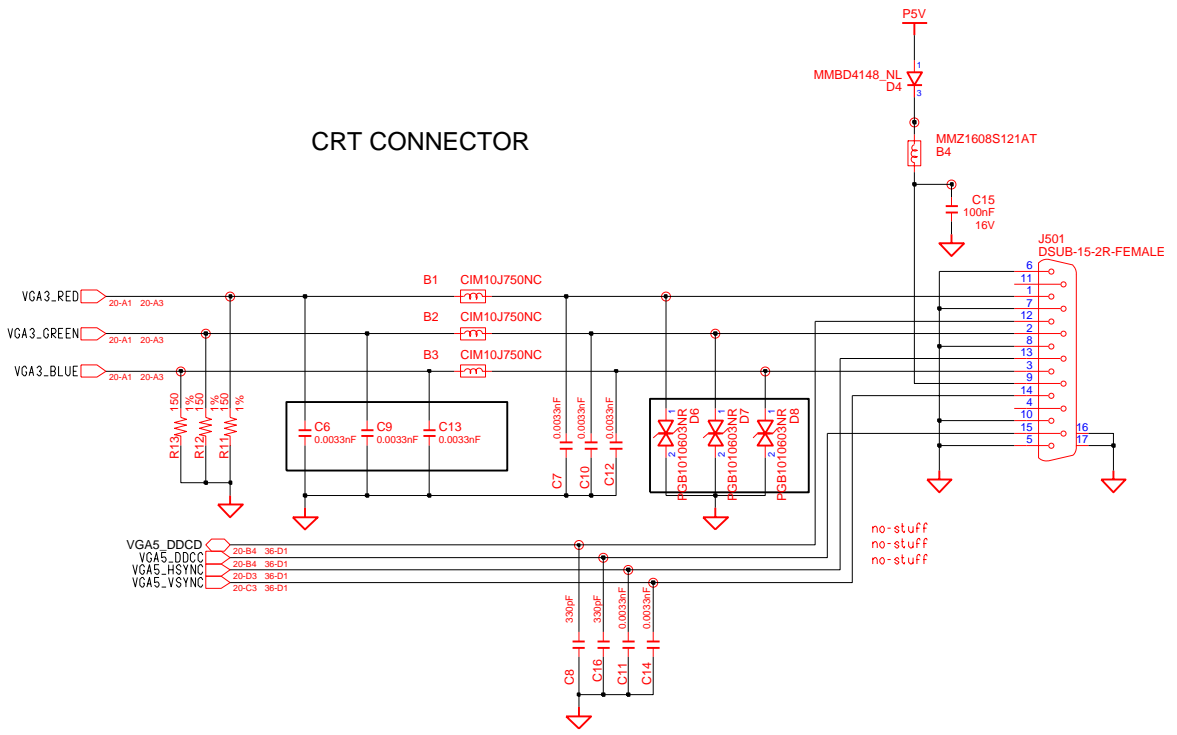 P5V
1
MMBD4148_NL
D4
3
CRT CONNECTOR
MMZ1608S121AT
B4
C15
100nF
16V
J501
DSUB-15-2R-FEMALE
6
11
1
7
12
2
8
13
3
9
14
4
10
15
5
16
17
B1 CIM10J750NC
VGA3_RED
20-A1 20-A3
B2 CIM10J750NC
VGA3_GREEN
20-A1 20-A3
B3 CIM10J750NC
VGA3_BLUE
20-A1 20-A3
150
1%
R13
150
1%
R12
150
1%
R11
C6
0.0033nF
C9
0.0033nF
C13
0.0033nF
0.0033nF
C7
0.0033nF
C10
0.0033nF
C12
1
D6
2
PGB1010603NR
1
D7
2
PGB1010603NR
1
D8
2
PGB1010603NR
no-stuff
no-stuff
no-stuff
VGA5_DDCD
20-B4 36-D1
VGA5_DDCC
20-B4 36-D1
VGA5_HSYNC
20-D3 36-D1
VGA5_VSYNC
20-C3 36-D1
330pF
C8
330pF
C16
0.0033nF
C11
0.0033nF
C14